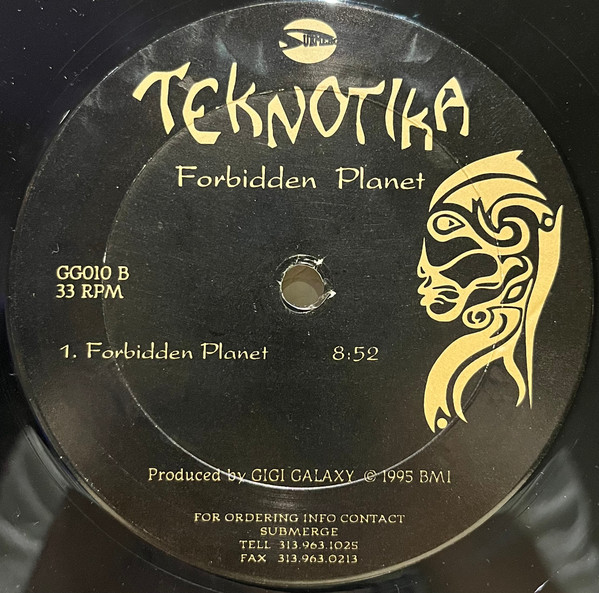 SUBMERGE
TEKNOTIKA
Forbidden Planet
GG010 B
33 RPM
1. Forbidden Planet 8:52
Produced by GIGI GALAXY © 1995 BMI
FOR ORDERING INFO CONTACT
SUBMERGE
TELL 313.963.1025
FAX 313.963.0213